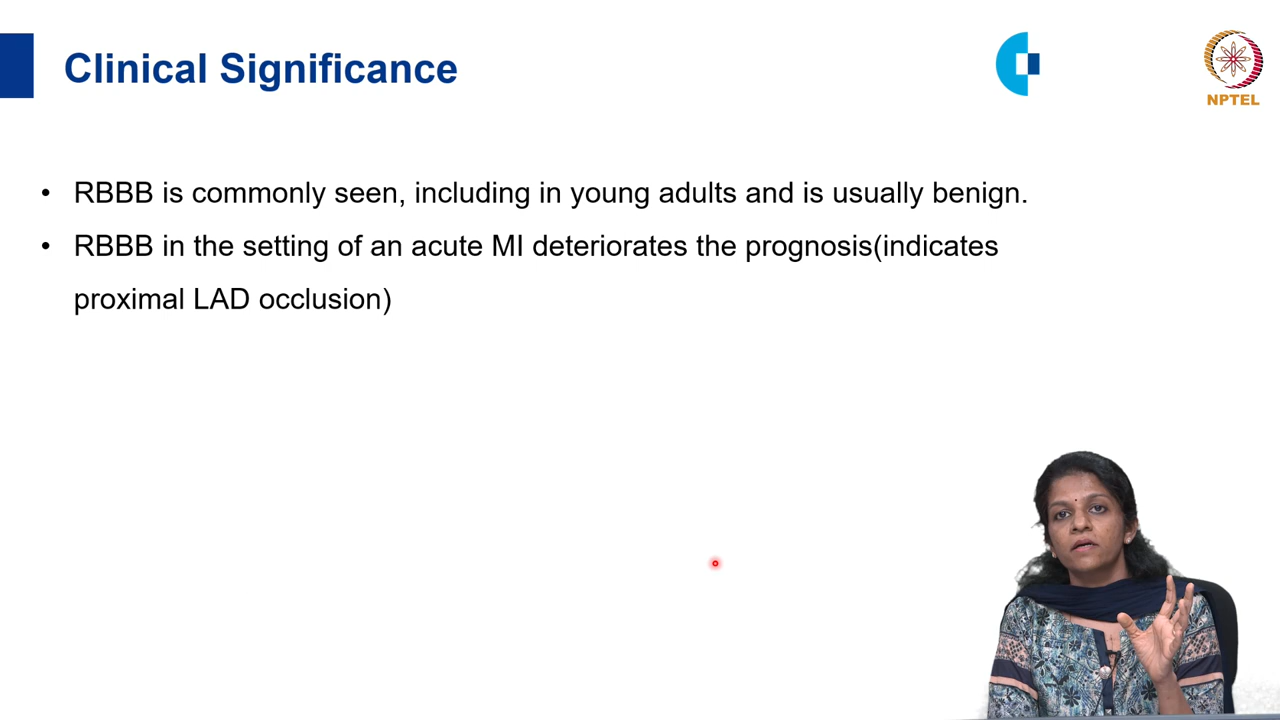 Clinical Significance
NPTEL
• RBBB is commonly seen, including in young adults and is usually benign.
• RBBB in the setting of an acute MI deteriorates the prognosis(indicates
proximal LAD occlusion)